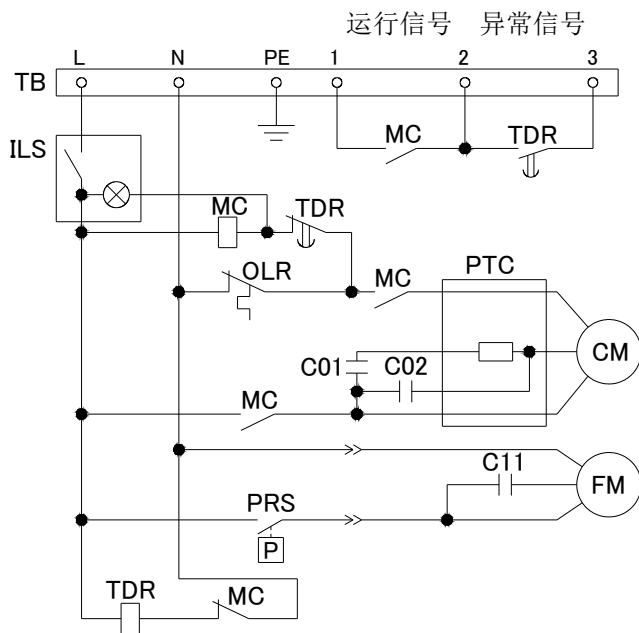 运行信号 异常信号
L N PE 1 2 3
TB
MC TDR
ILS
MC TDR
OLR MC PTC
CM
C01 C02
MC
C11
FM
PRS
P
TDR MC